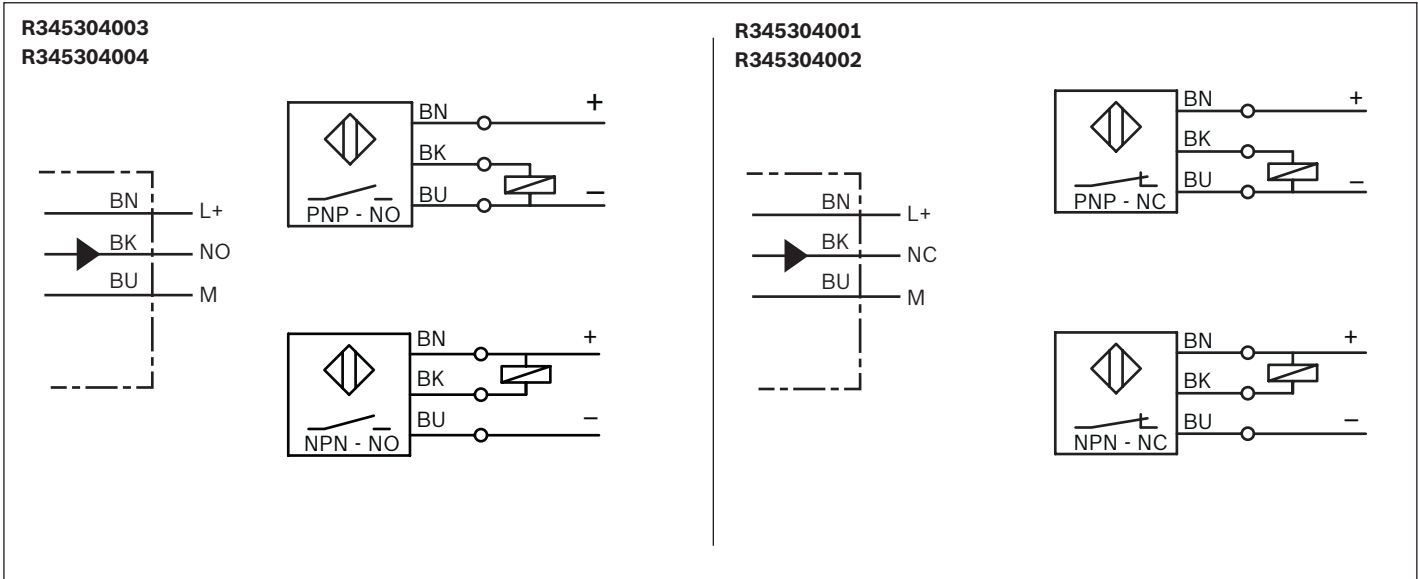 R345304003
R345304004
BN L+
BK NO
BU M
BN +
BK
BU –
PNP - NO
BN +
BK
BU –
NPN - NO
R345304001
R345304002
BN L+
BK NC
BU M
BN +
BK
BU –
PNP - NC
BN +
BK
BU –
NPN - NC